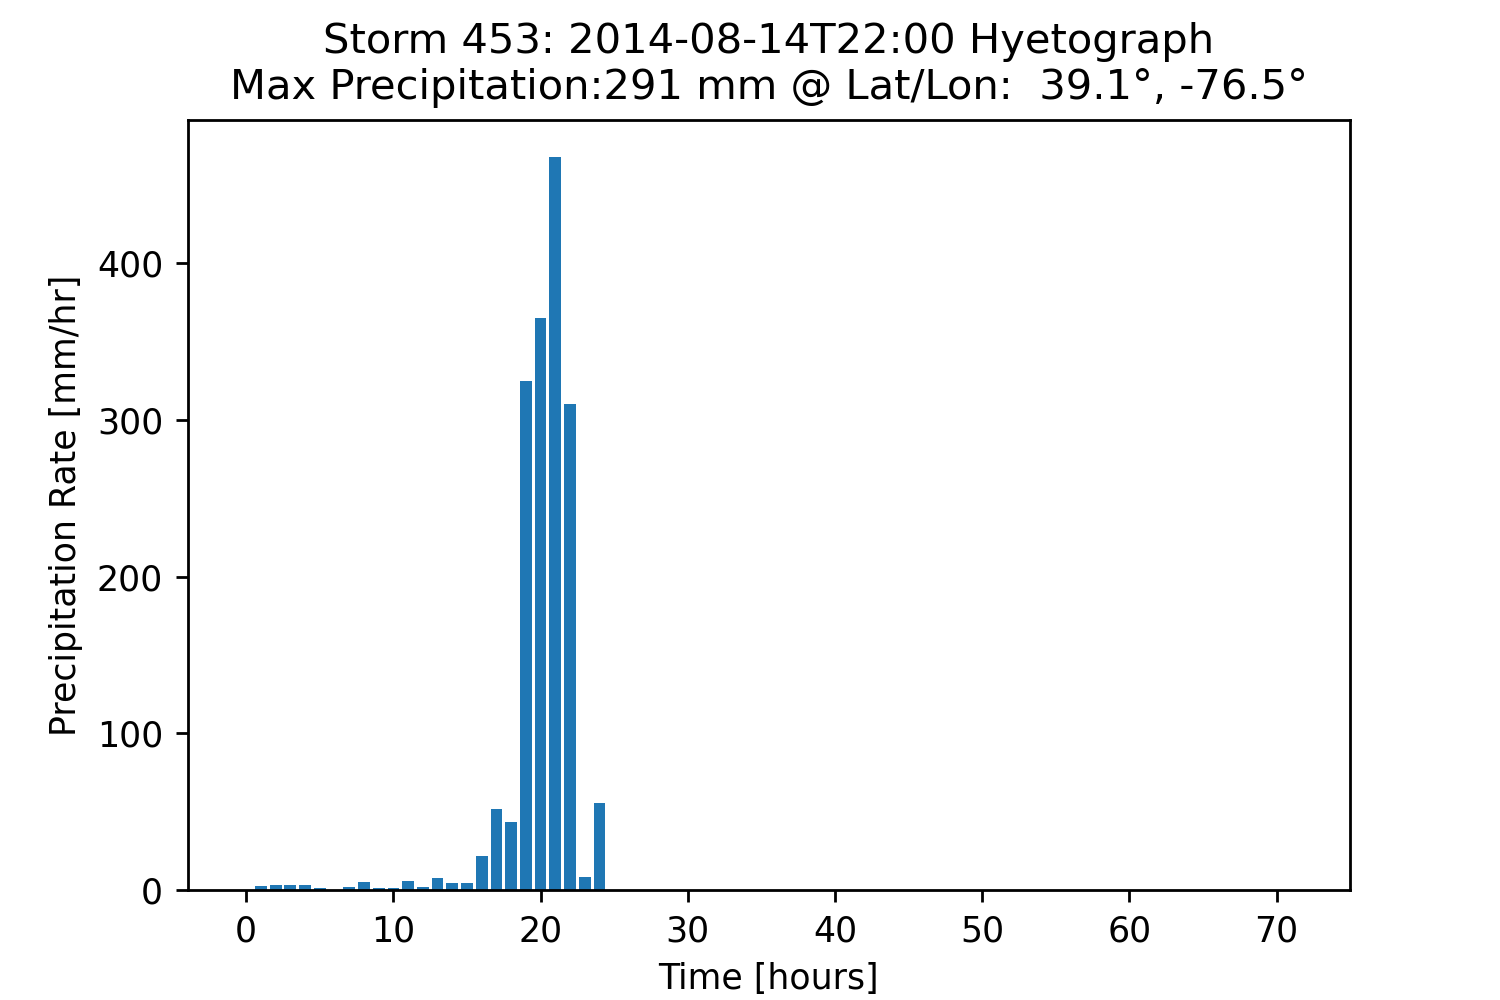 Storm 453: 2014-08-14T22:00 Hyetograph
Max Precipitation:291 mm @ Lat/Lon:  39.1°, -76.5°
Precipitation Rate [mm/hr]
400
300
200
100
0
0 10 20 30 40 50 60 70
Time [hours]